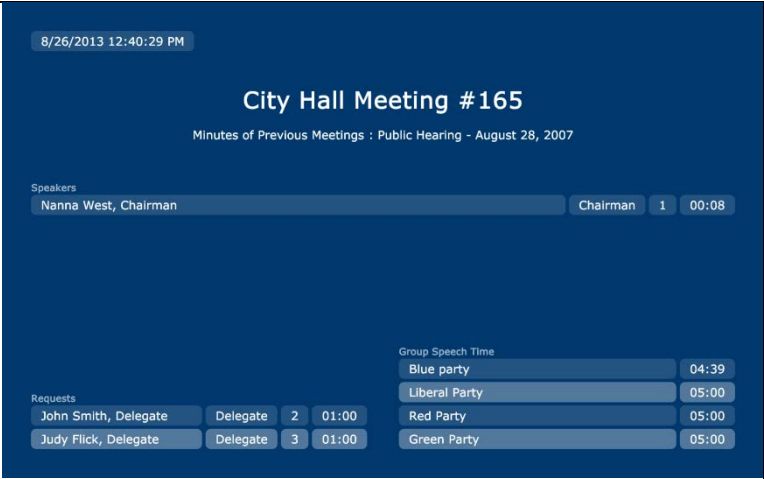 8/26/2013 12:40:29 PM
City Hall Meeting #165
Minutes of Previous Meetings : Public Hearing - August 28, 2007
Speakers
Nanna West, Chairman Chairman 1 00:08
Group Speech Time
Blue party 04:39
Liberal Party 05:00
Red Party 05:00
Green Party 05:00
Requests
John Smith, Delegate Delegate 2 01:00
Judy Flick, Delegate Delegate 3 01:00